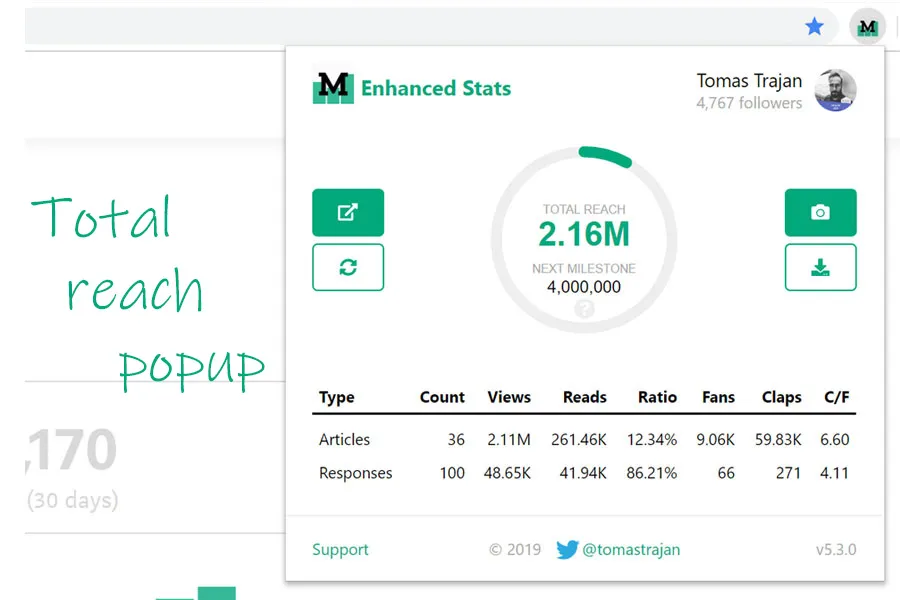 M Enhanced Stats
Tomas Trajan
4,767 followers
Total
reach
popup
TOTAL REACH
2.16M
NEXT MILESTONE
4,000,000
?
Type Count Views Reads Ratio Fans Claps C/F
Articles 36 2.11M 261.46K 12.34% 9.06K 59.83K 6.60
Responses 100 48.65K 41.94K 86.21% 66 271 4.11
,170
(30 days)
Support © 2019 @tomastrajan v5.3.0